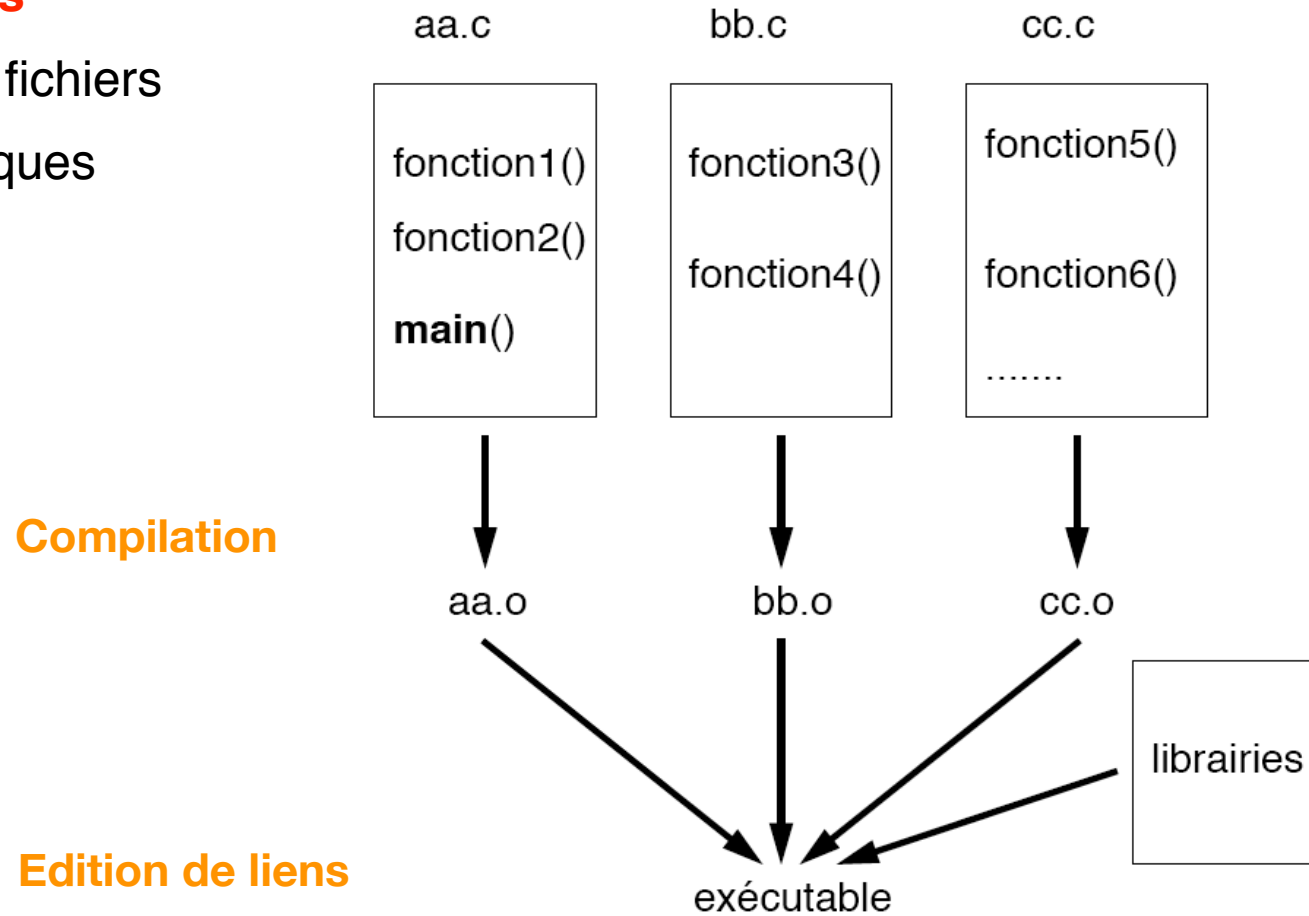 s
fichiers
ques
aa.c
bb.c
cc.c
fonction1()
fonction2()
main()
fonction3()
fonction4()
fonction5()
fonction6()
.......
Compilation
aa.o
bb.o
cc.o
librairies
Edition de liens
exécutable